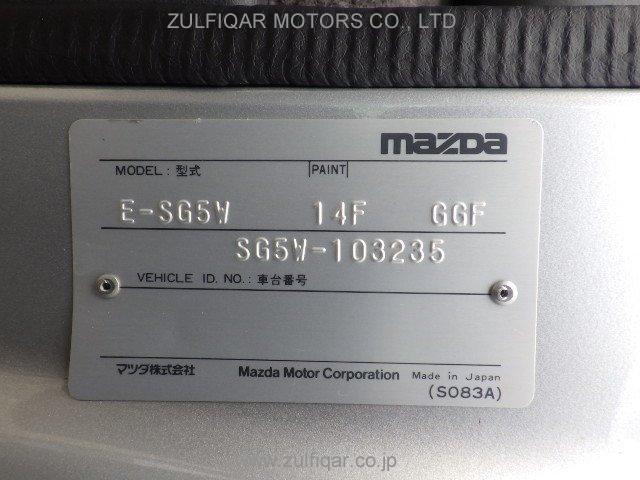 ZULFIQAR MOTORS CO., LTD
mazda
MODEL : 型式 PAINT
E-SG5W 14F GGF
SG5W-103235
VEHICLE ID. NO. : 車台番号
マツダ株式会社 Mazda Motor Corporation Made in Japan
(S083A)
www.zulfiqar.co.jp